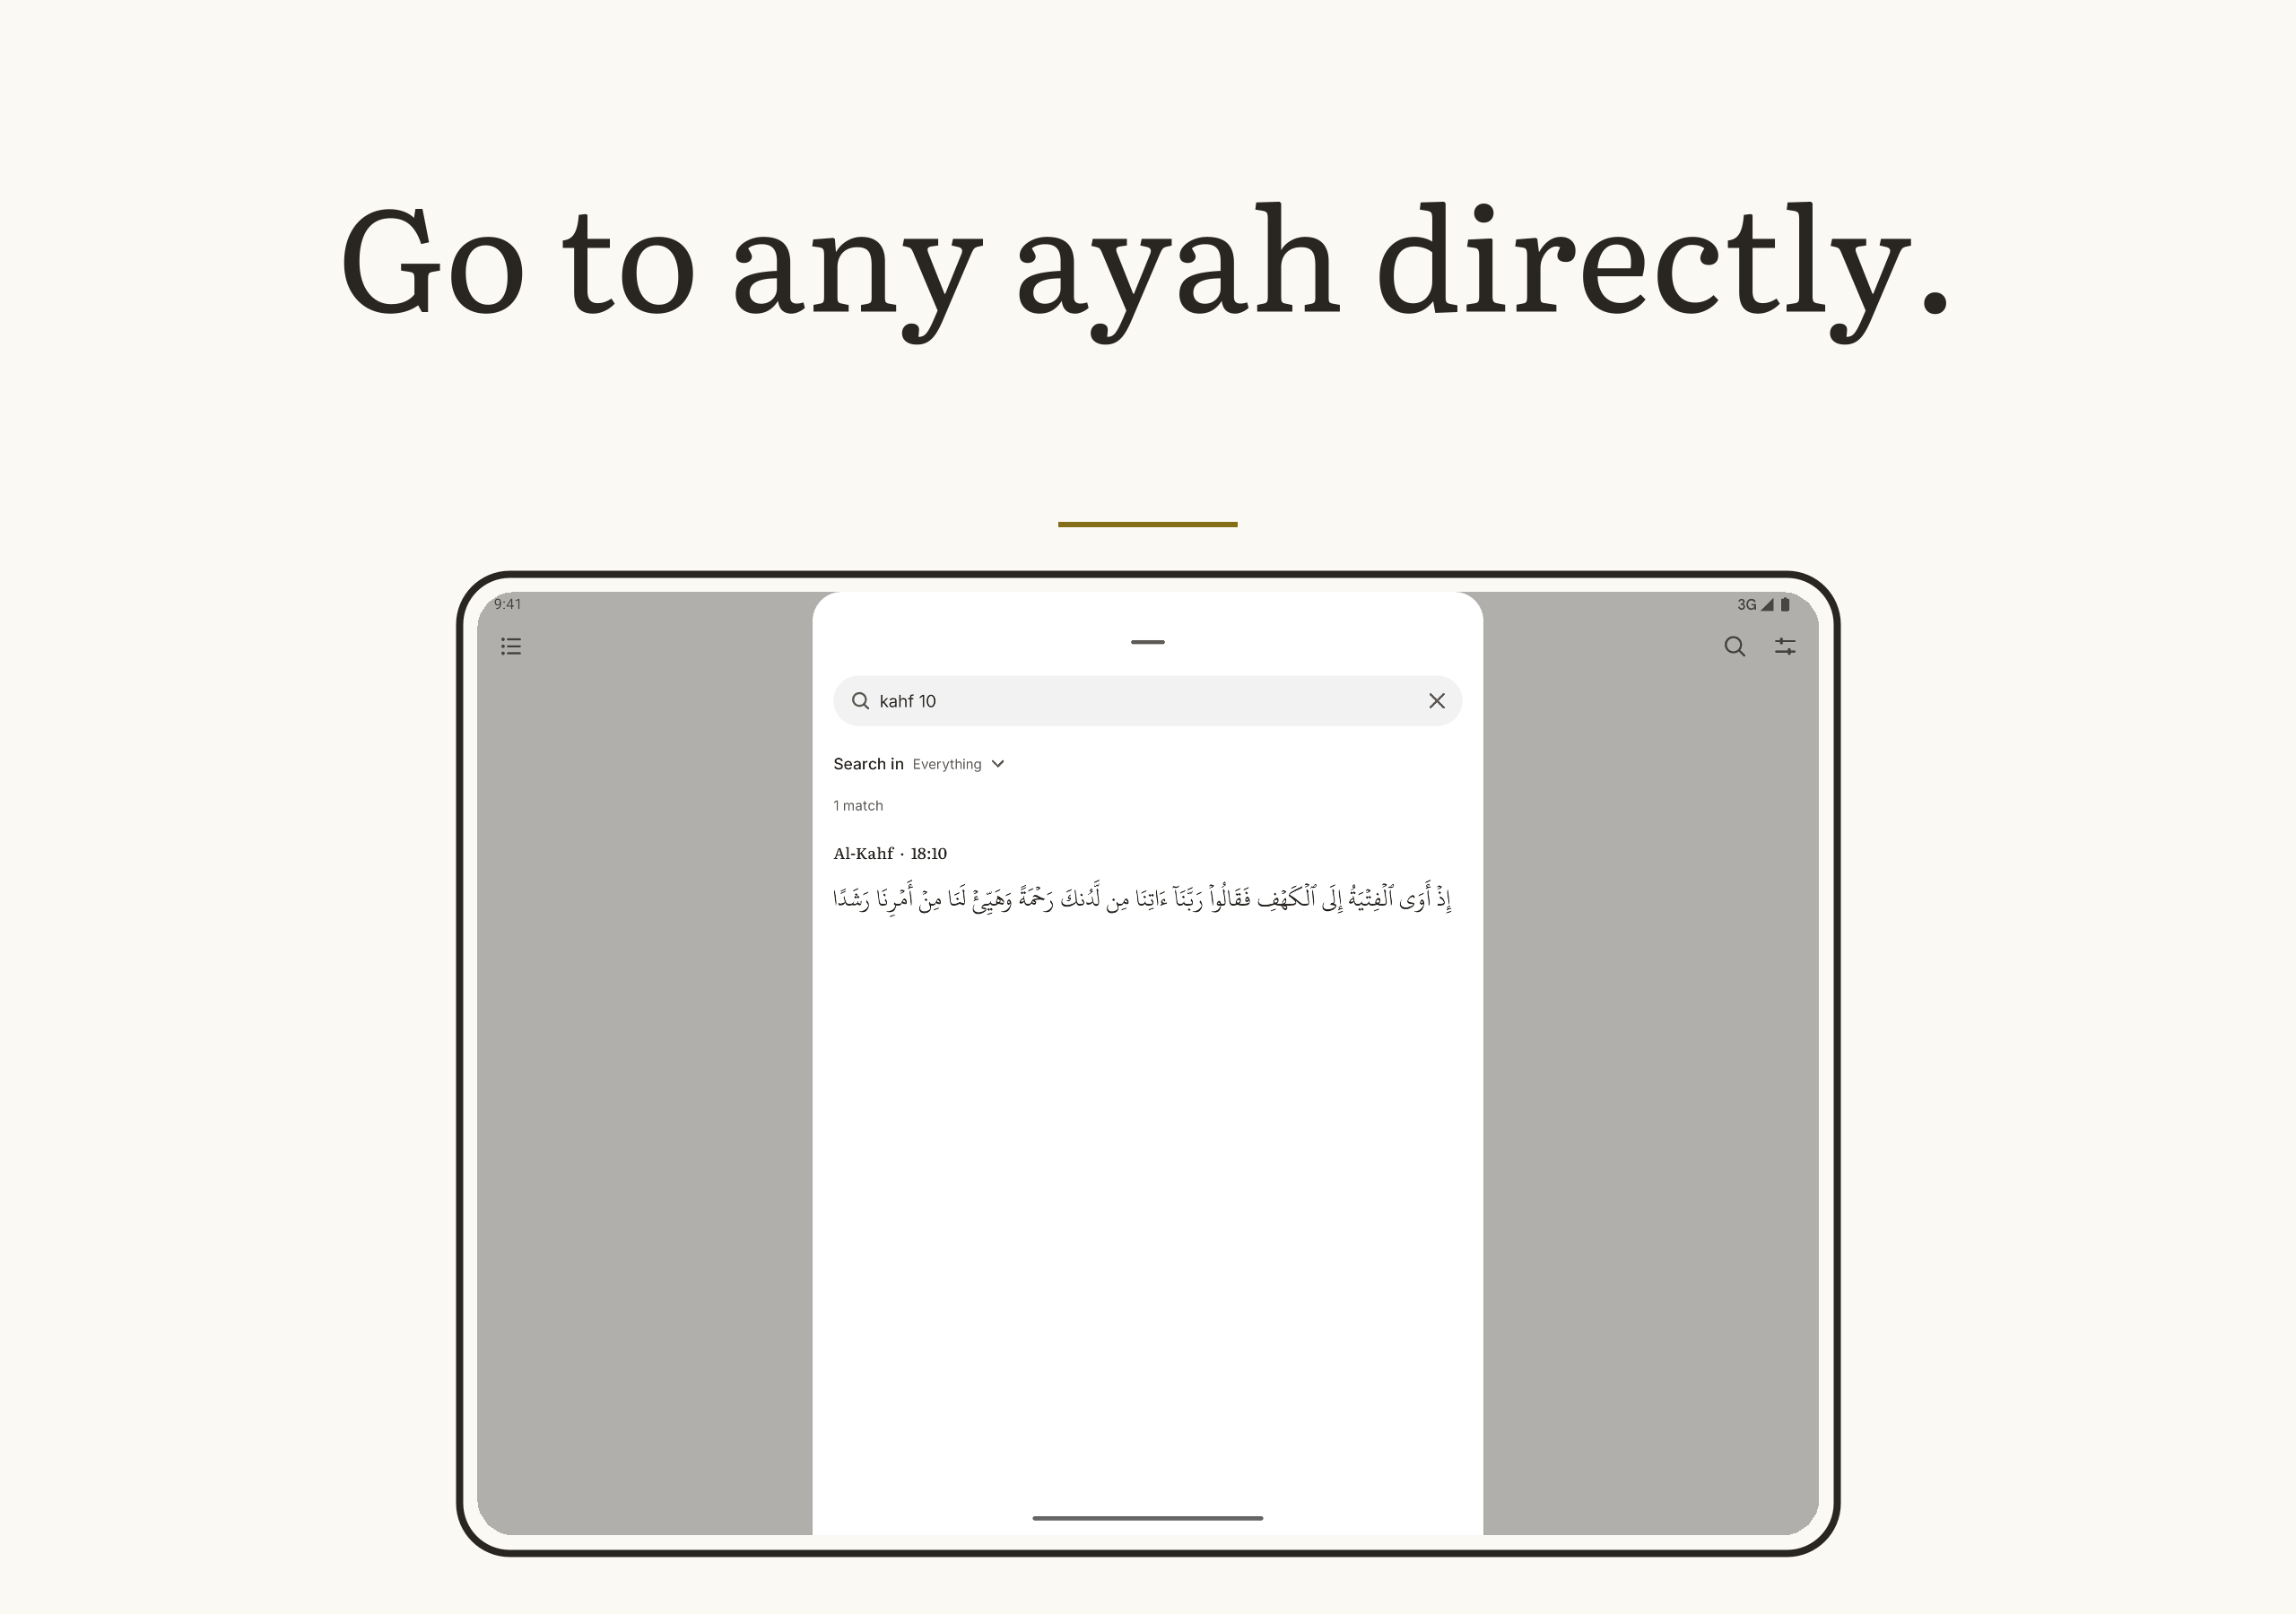 Go to any ayah directly.
9:41
3G
kahf 10
Search in Everything
1 match
Al-Kahf · 18:10
إِذۡ أَوَى ٱلۡفِتۡيَةُ إِلَى ٱلۡكَهۡفِ فَقَالُواْ رَبَّنَآ ءَاتِنَا مِن لَّدُنكَ رَحۡمَةٗ وَهَيِّئۡ لَنَا مِنۡ أَمۡرِنَا رَشَدٗا